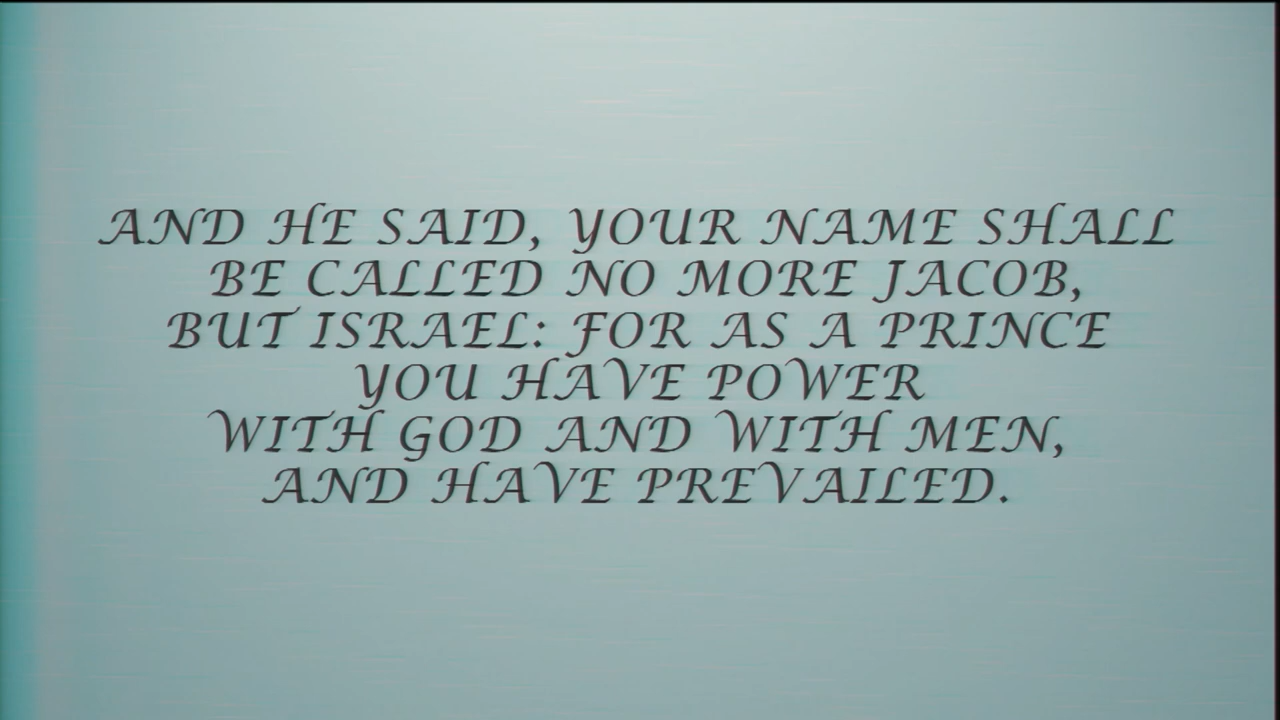 AND HE SAID, YOUR NAME SHALL
BE CALLED NO MORE JACOB,
BUT ISRAEL: FOR AS A PRINCE
YOU HAVE POWER
WITH GOD AND WITH MEN,
AND HAVE PREVAILED.